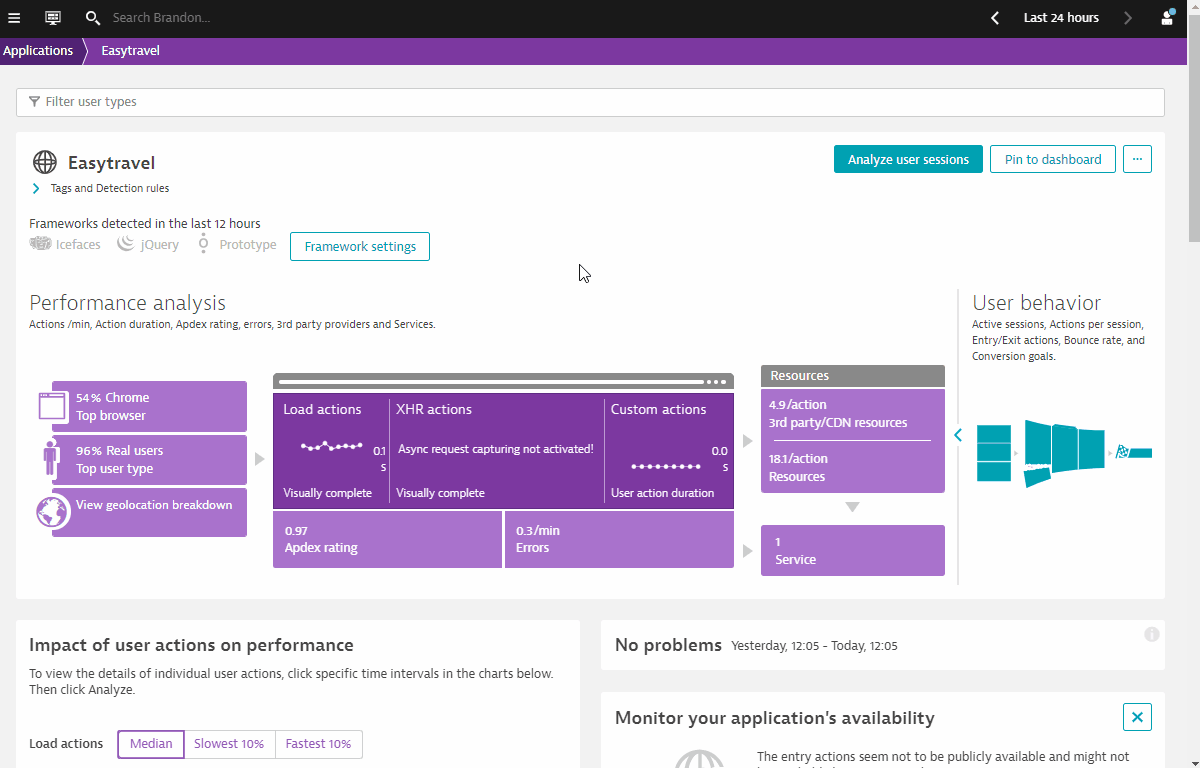 Search Brandon...
Last 24 hours
Applications
Easytravel
Filter user types
Easytravel
Analyze user sessions
Pin to dashboard
...
Tags and Detection rules
Frameworks detected in the last 12 hours
Icefaces
jQuery
Prototype
Framework settings
Performance analysis
Actions /min, Action duration, Apdex rating, errors, 3rd party providers and Services.
54% Chrome
Top browser
96% Real users
Top user type
View geolocation breakdown
Load actions
0.1
s
Visually complete
XHR actions
Async request capturing not activated!
Visually complete
Custom actions
0.0
s
User action duration
0.97
Apdex rating
0.3/min
Errors
Resources
4.9/action
3rd party/CDN resources
18.1/action
Resources
1
Service
User behavior
Active sessions, Actions per session,
Entry/Exit actions, Bounce rate, and
Conversion goals.
Impact of user actions on performance
To view the details of individual user actions, click specific time intervals in the charts below.
Then click Analyze.
Load actions
Median
Slowest 10%
Fastest 10%
No problems
Yesterday, 12:05 - Today, 12:05
Monitor your application's availability
The entry actions seem not to be publicly available and might not